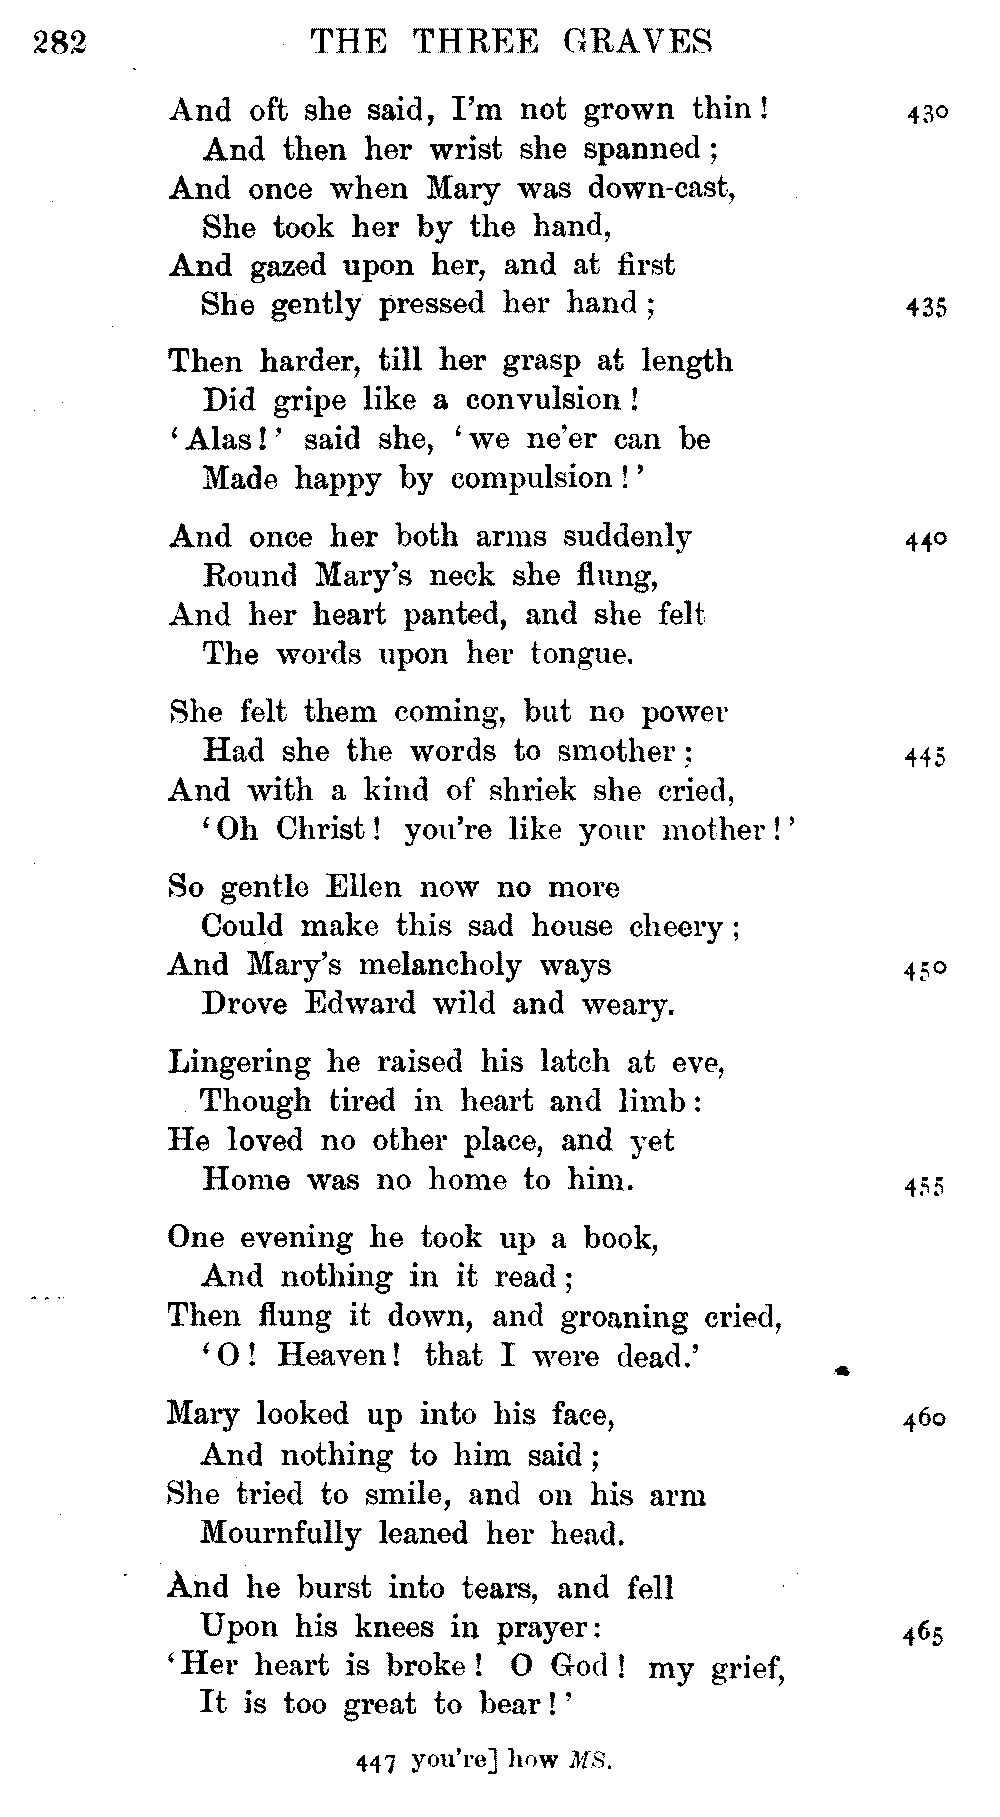 282 THE THREE GRAVES
And oft she said, I'm not grown thin! 430
And then her wrist she spanned;
And once when Mary was down-cast,
She took her by the hand,
And gazed upon her, and at first
She gently pressed her hand; 435
Then harder, till her grasp at length
Did gripe like a convulsion!
'Alas!' said she, 'we ne'er can be
Made happy by compulsion!'
And once her both arms suddenly 440
Round Mary's neck she flung,
And her heart panted, and she felt
The words upon her tongue.
She felt them coming, but no power
Had she the words to smother; 445
And with a kind of shriek she cried,
'Oh Christ! you're like your mother!'
So gentle Ellen now no more
Could make this sad house cheery;
And Mary's melancholy ways 450
Drove Edward wild and weary.
Lingering he raised his latch at eve,
Though tired in heart and limb:
He loved no other place, and yet
Home was no home to him. 455
One evening he took up a book,
And nothing in it read;
Then flung it down, and groaning cried,
'O! Heaven! that I were dead.'
Mary looked up into his face, 460
And nothing to him said;
She tried to smile, and on his arm
Mournfully leaned her head.
And he burst into tears, and fell
Upon his knees in prayer: 465
'Her heart is broke! O God! my grief,
It is too great to bear!'
447 you're] how MS.